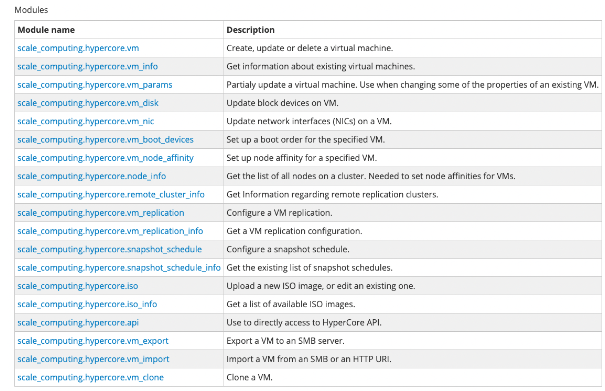 Modules
Module name Description
scale_computing.hypercore.vm Create, update or delete a virtual machine.
scale_computing.hypercore.vm_info Get information about existing virtual machines.
scale_computing.hypercore.vm_params Partialy update a virtual machine. Use when changing some of the properties of an existing VM.
scale_computing.hypercore.vm_disk Update block devices on VM.
scale_computing.hypercore.vm_nic Update network interfaces (NICs) on a VM.
scale_computing.hypercore.vm_boot_devices Set up a boot order for the specified VM.
scale_computing.hypercore.vm_node_affinity Set up node affinity for a specified VM.
scale_computing.hypercore.node_info Get the list of all nodes on a cluster. Needed to set node affinities for VMs.
scale_computing.hypercore.remote_cluster_info Get Information regarding remote replication clusters.
scale_computing.hypercore.vm_replication Configure a VM replication.
scale_computing.hypercore.vm_replication_info Get a VM replication configuration.
scale_computing.hypercore.snapshot_schedule Configure a snapshot schedule.
scale_computing.hypercore.snapshot_schedule_info Get the existing list of snapshot schedules.
scale_computing.hypercore.iso Upload a new ISO image, or edit an existing one.
scale_computing.hypercore.iso_info Get a list of available ISO images.
scale_computing.hypercore.api Use to directly access to HyperCore API.
scale_computing.hypercore.vm_export Export a VM to an SMB server.
scale_computing.hypercore.vm_import Import a VM from an SMB or an HTTP URI.
scale_computing.hypercore.vm_clone Clone a VM.